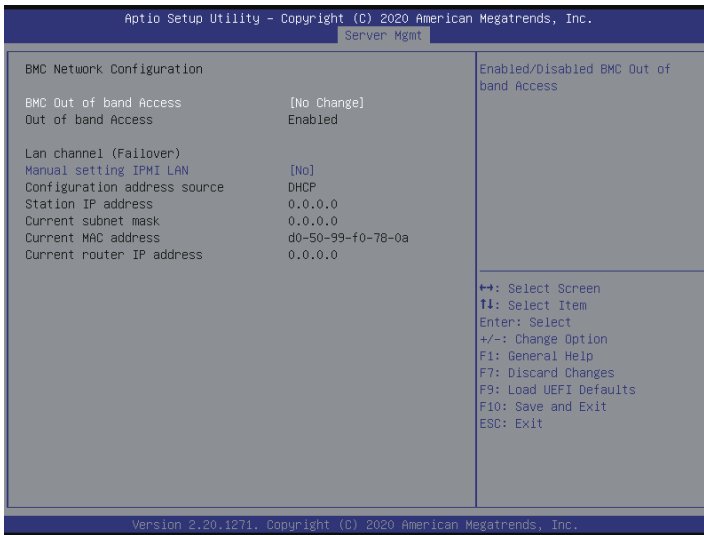 Aptio Setup Utility – Copyright (C) 2020 American Megatrends, Inc.
Server Mgmt
BMC Network Configuration
BMC Out of band Access [No Change]
Out of band Access Enabled
Lan channel (Failover)
Manual setting IPMI LAN [No]
Configuration address source DHCP
Station IP address 0.0.0.0
Current subnet mask 0.0.0.0
Current MAC address d0-50-99-f0-78-0a
Current router IP address 0.0.0.0
Enabled/Disabled BMC Out of
band Access
↔: Select Screen
↑↓: Select Item
Enter: Select
+/-: Change Option
F1: General Help
F7: Discard Changes
F9: Load UEFI Defaults
F10: Save and Exit
ESC: Exit
Version 2.20.1271. Copyright (C) 2020 American Megatrends, Inc.